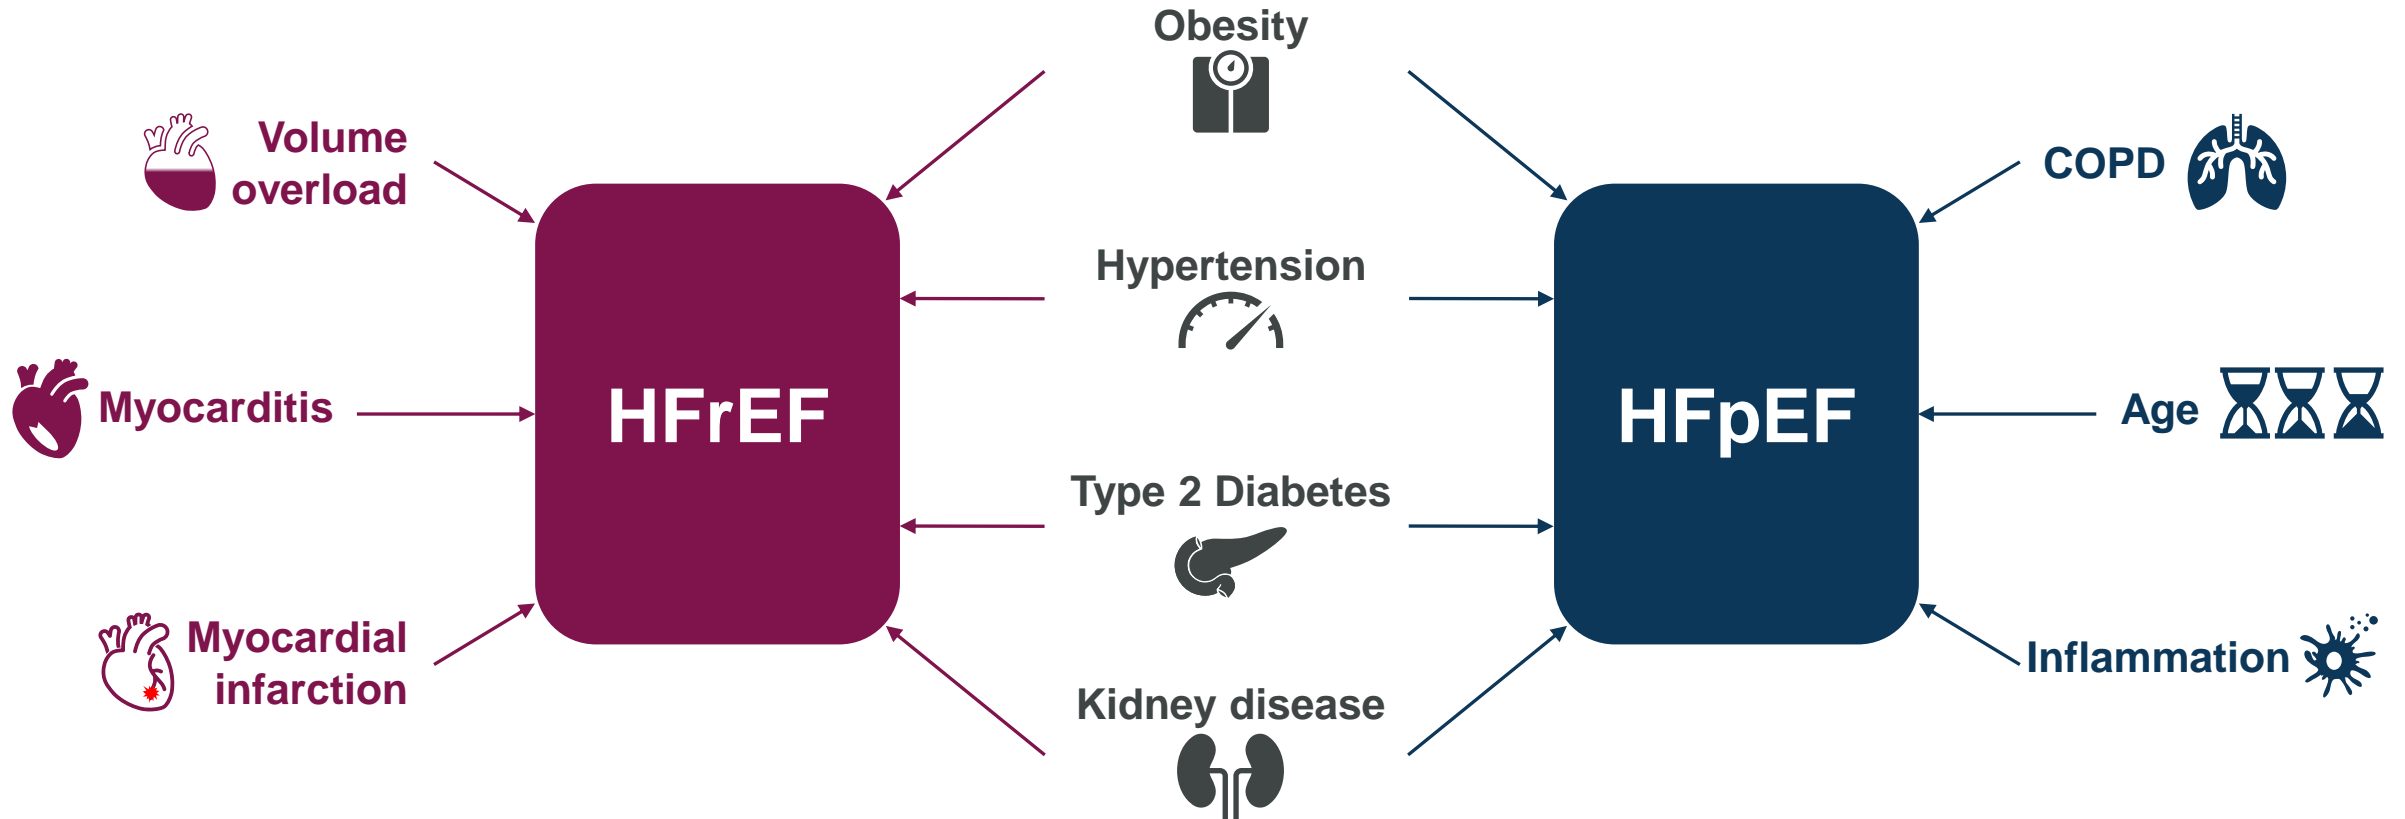 Obesity
Volume
overload
COPD
Hypertension
HFrEF
HFpEF
Myocarditis
Age
Type 2 Diabetes
Myocardial
infarction
Inflammation
Kidney disease